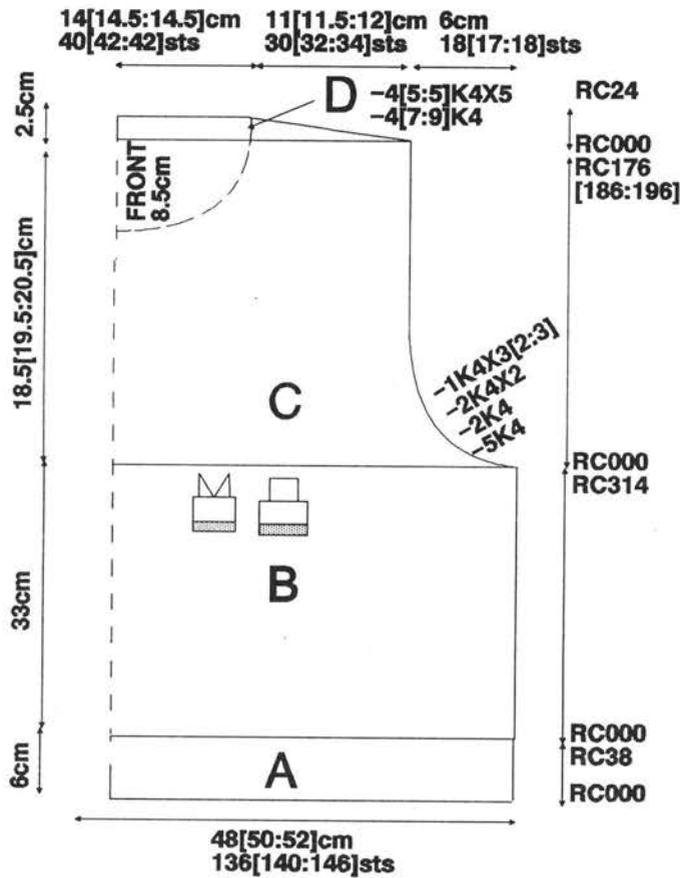 14[14.5:14.5]cm 11[11.5:12]cm 6cm
40[42:42]sts 30[32:34]sts 18[17:18]sts
2.5cm
D
-4[5:5]K4X5
-4[7:9]K4
RC24
RC000
RC176
[186:196]
FRONT
8.5cm
18.5[19.5:20.5]cm
C
-1K4X3[2:3]
-2K4X2
-2K4
-5K4
RC000
RC314
B
33cm
RC000
RC38
A
6cm
RC000
48[50:52]cm
136[140:146]sts